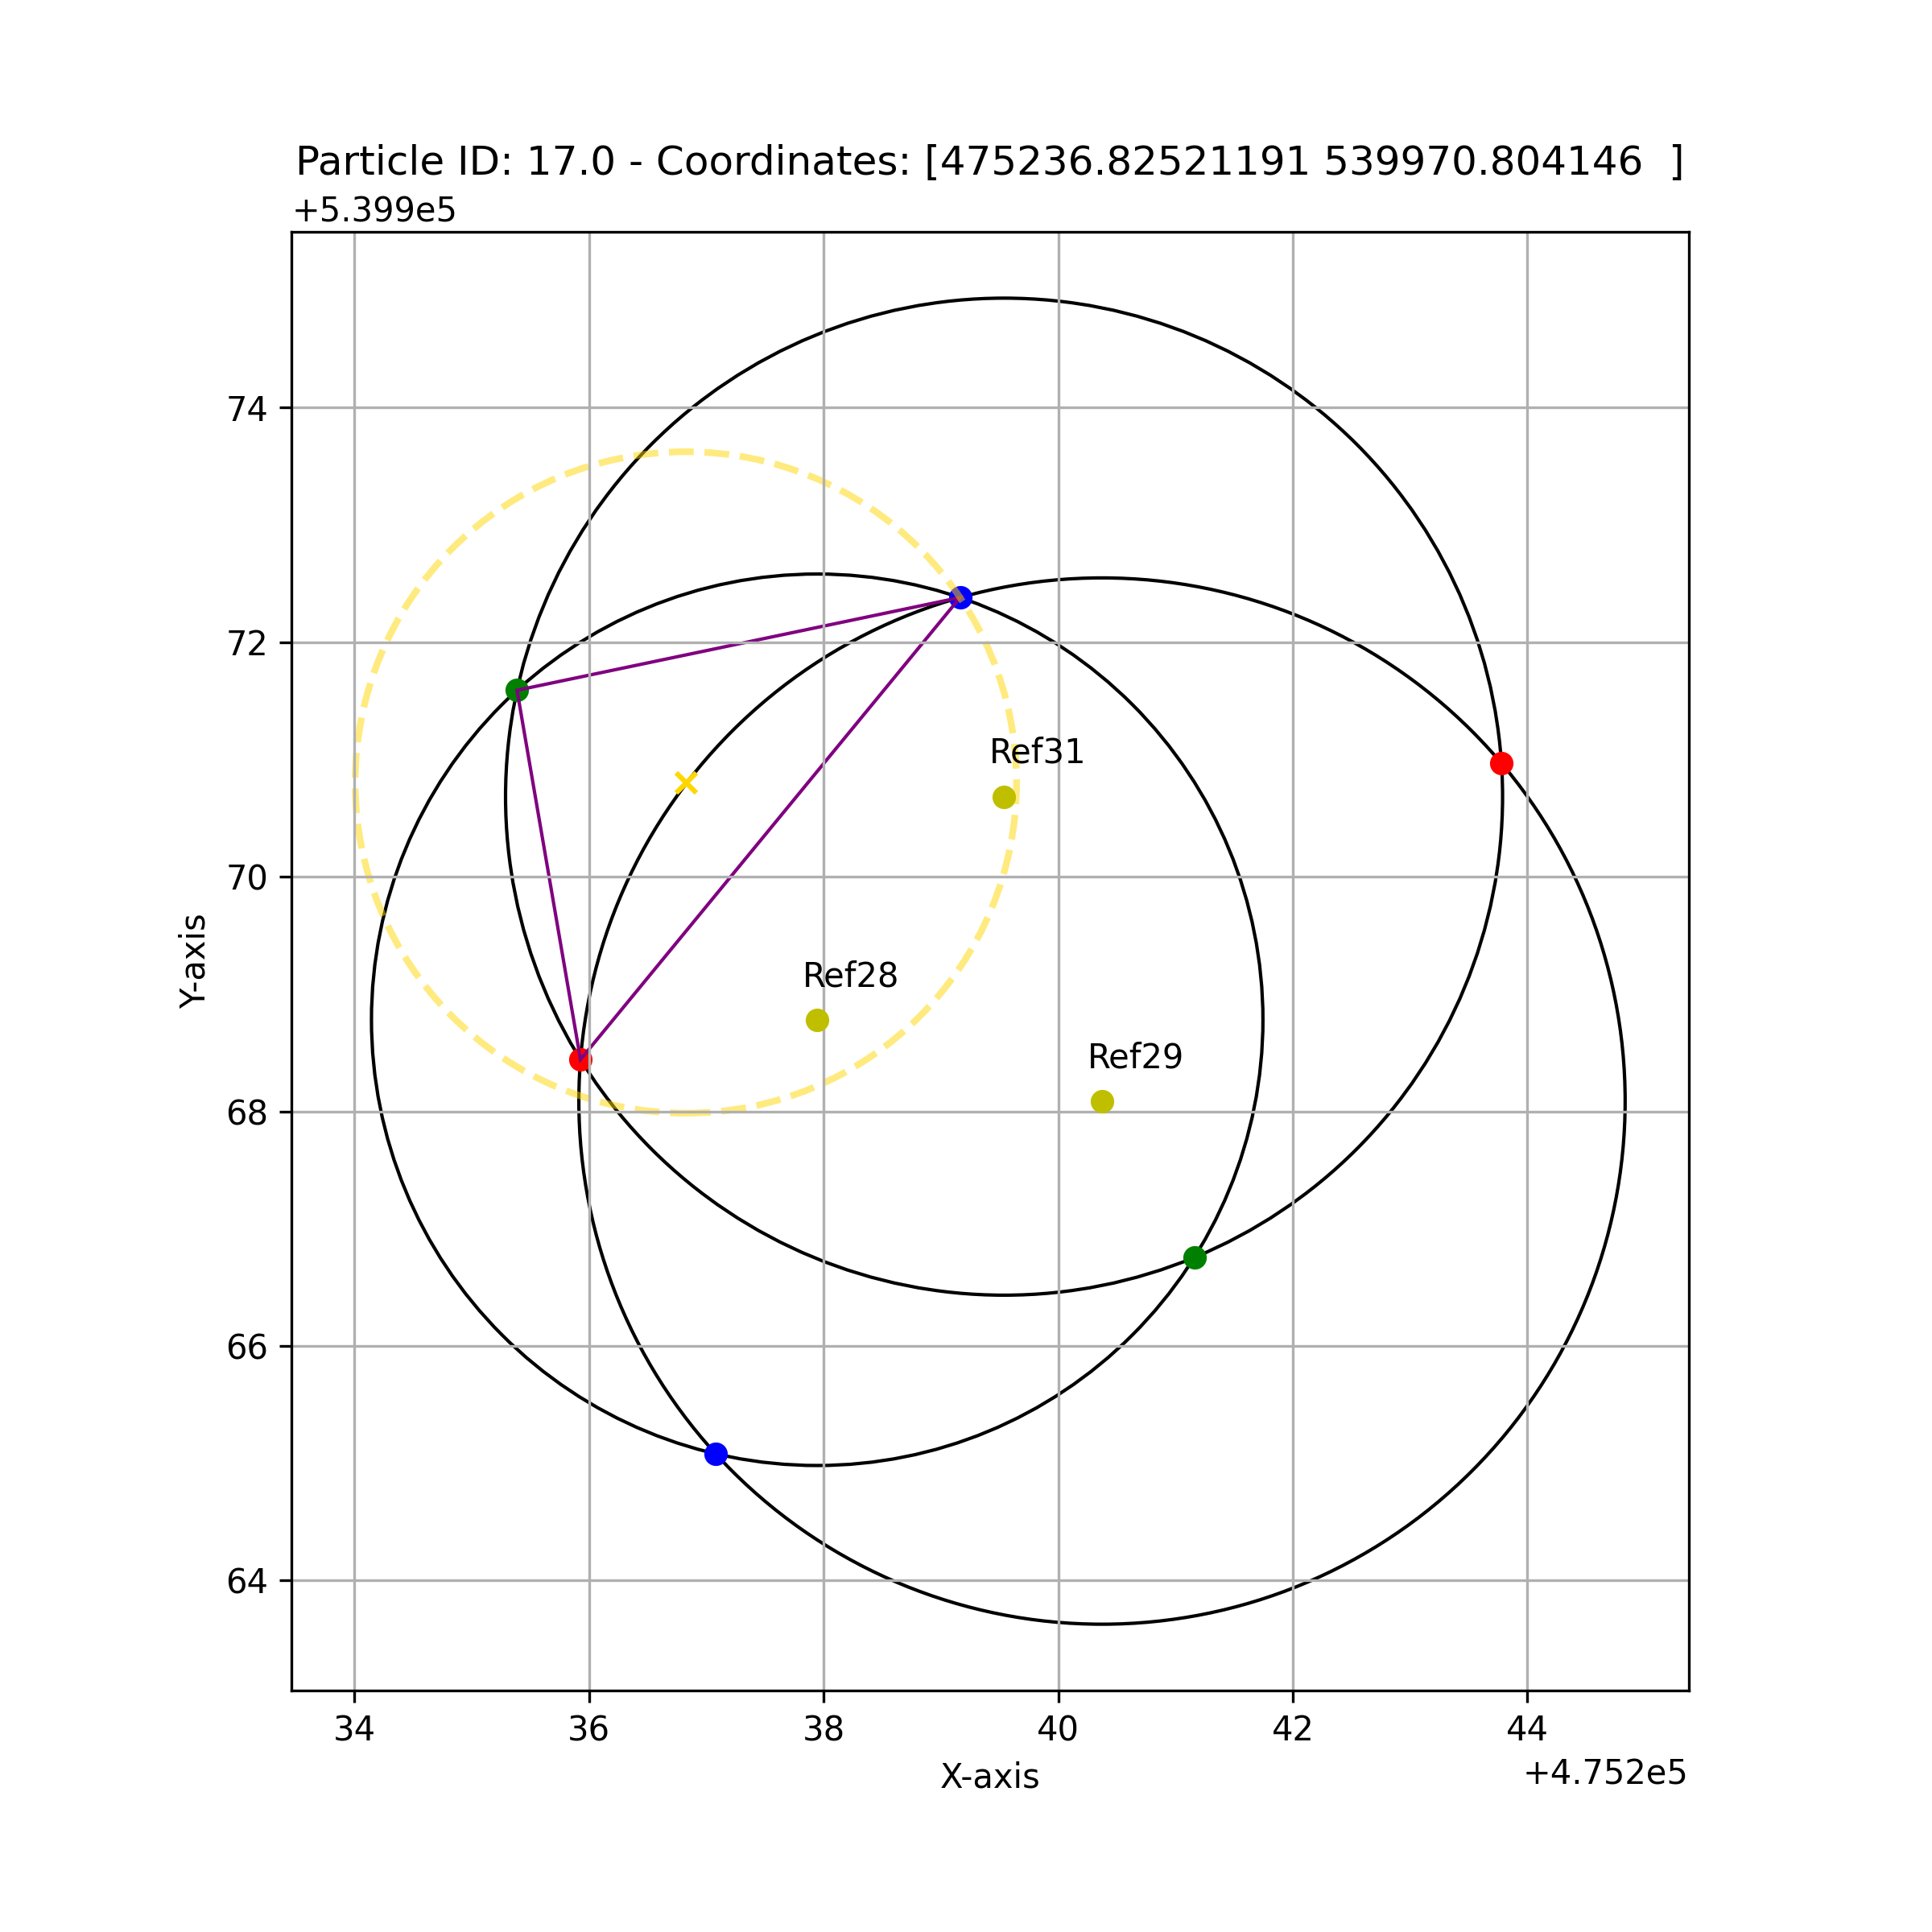 Particle ID: 17.0 - Coordinates: [475236.82521191 539970.804146  ]
+5.399e5
74
72
70
68
66
64
Y-axis
Ref31
Ref28
Ref29
34 36 38 40 42 44
X-axis
+4.752e5